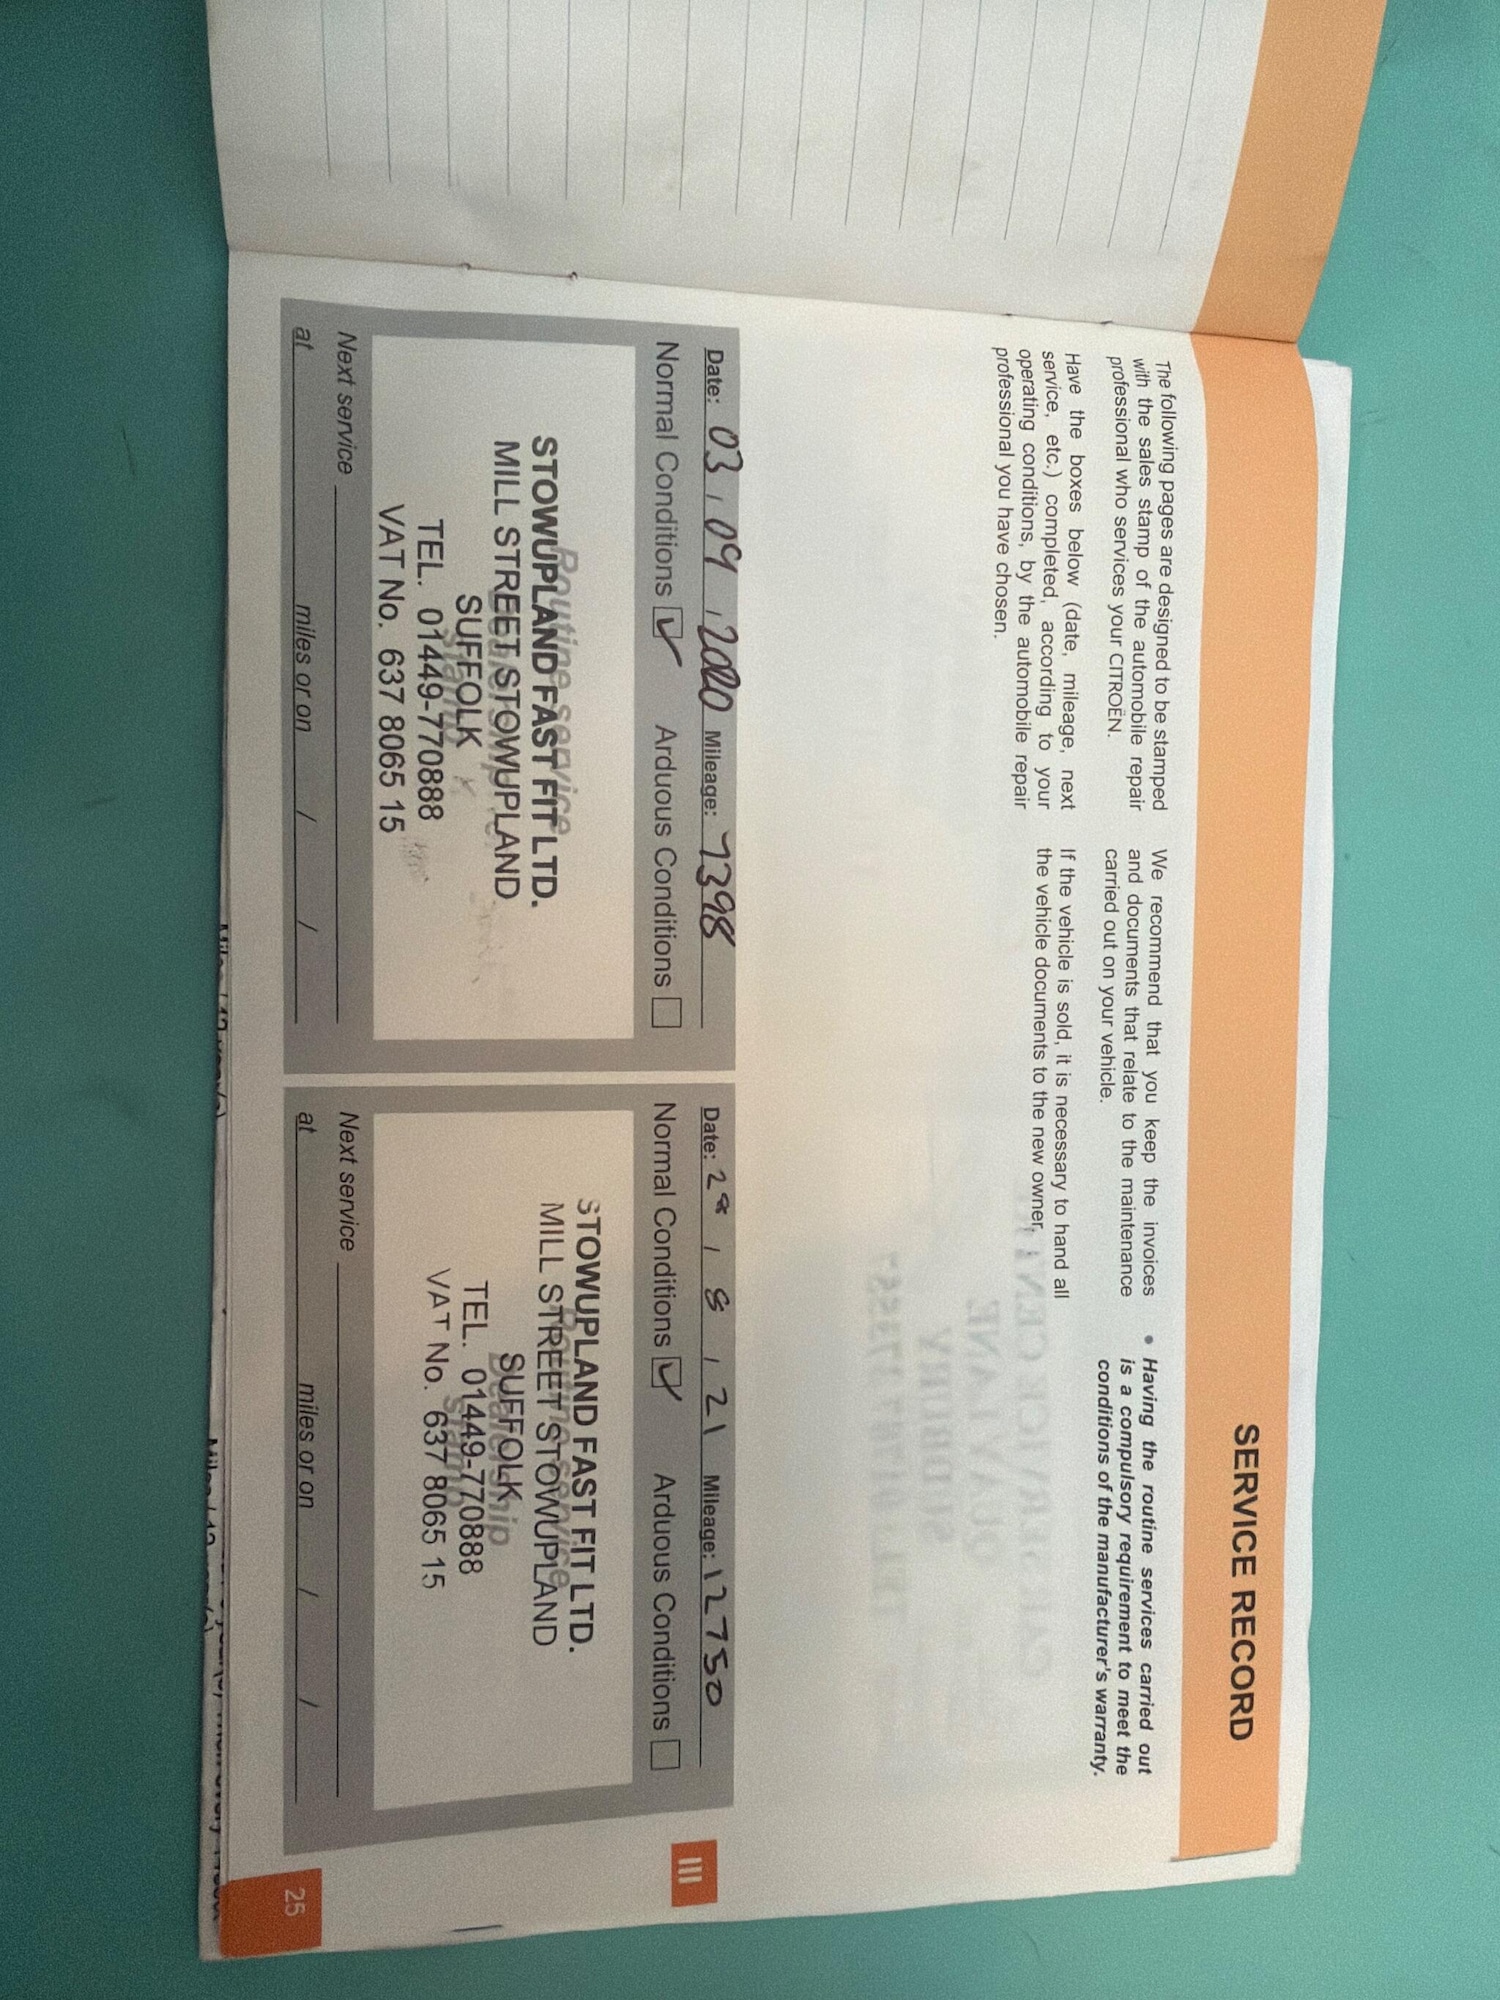 SERVICE RECORD
The following pages are designed to be stamped
with the sales stamp of the automobile repair
professional who services your CITROËN.
Have the boxes below (date, mileage, next
service, etc.) completed, according to your
operating conditions, by the automobile repair
professional you have chosen.
We recommend that you keep the invoices
and documents that relate to the maintenance
carried out on your vehicle.
If the vehicle is sold, it is necessary to hand all
the vehicle documents to the new owner.
• Having the routine services carried out
is a compulsory requirement to meet the
conditions of the manufacturer's warranty.
Date: 03 / 09 / 2020 Mileage: 7398
Normal Conditions ✓ Arduous Conditions
Routine service
STOWUPLAND FAST FIT LTD.
MILL STREET STOWUPLAND
SUFFOLK
TEL. 01449-770888
VAT No. 637 8065 15
Next service
at miles or on / /
Date: / 8 / 21 Mileage: 12750
Normal Conditions ✓ Arduous Conditions
STOWUPLAND FAST FIT LTD.
Routine service
MILL STREET STOWUPLAND
Dealership
SUFFOLK
stamp
TEL. 01449-770888
VAT No. 637 8065 15
Next service
at miles or on / /
III
25